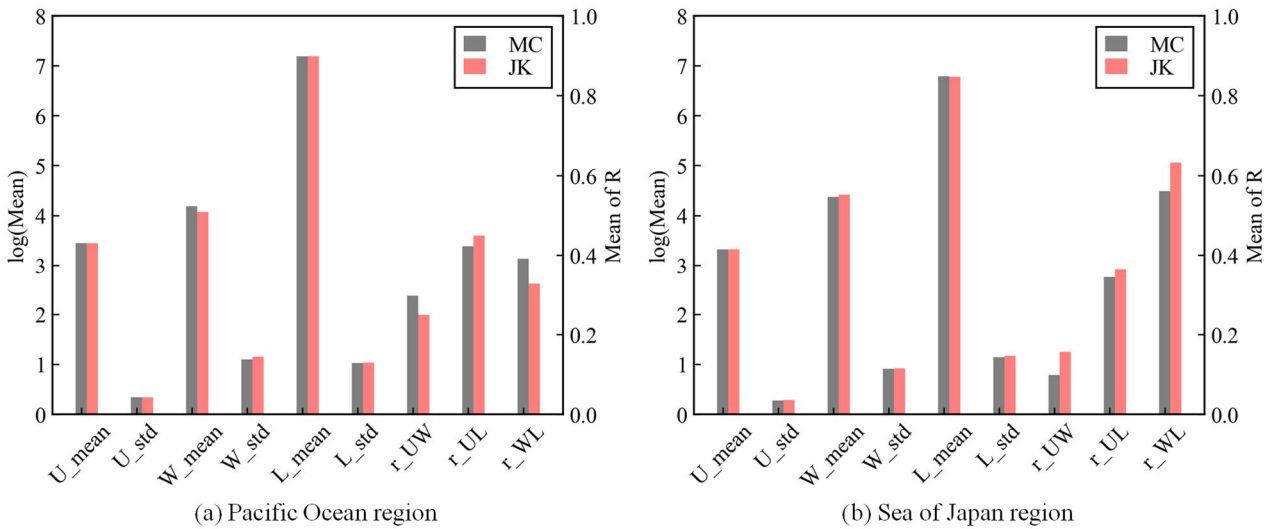 8
7
6
5
4
3
2
1
0
log(Mean)
1.0
0.8
0.6
0.4
0.2
0.0
Mean of R
MC
JK
U_mean
U_std
W_mean
W_std
L_mean
L_std
r_UW
r_UL
r_WL
(a) Pacific Ocean region
8
7
6
5
4
3
2
1
0
log(Mean)
1.0
0.8
0.6
0.4
0.2
0.0
Mean of R
MC
JK
U_mean
U_std
W_mean
W_std
L_mean
L_std
r_UW
r_UL
r_WL
(b) Sea of Japan region